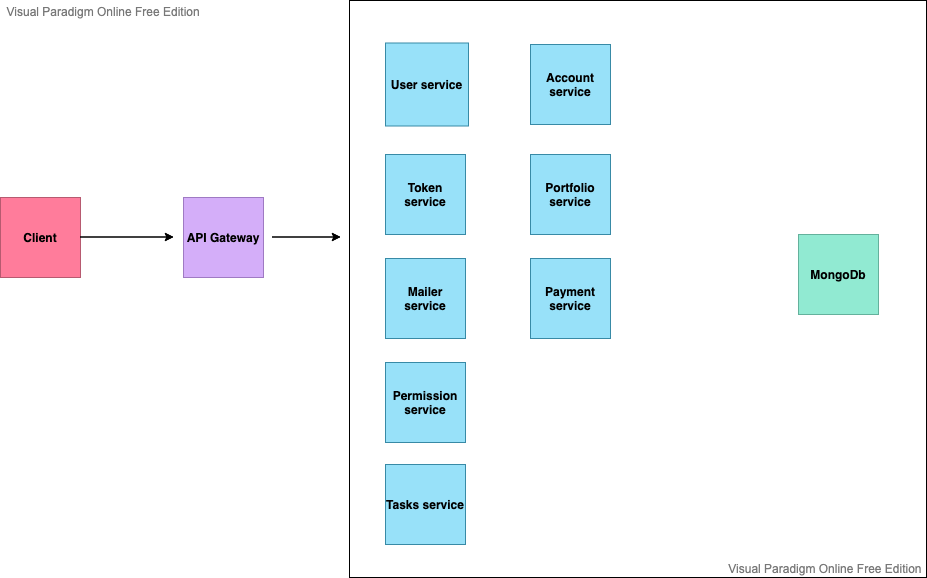 Visual Paradigm Online Free Edition
Client
API Gateway
User service
Account
service
Token
service
Portfolio
service
Mailer
service
Payment
service
Permission
service
Tasks service
MongoDb
Visual Paradigm Online Free Edition